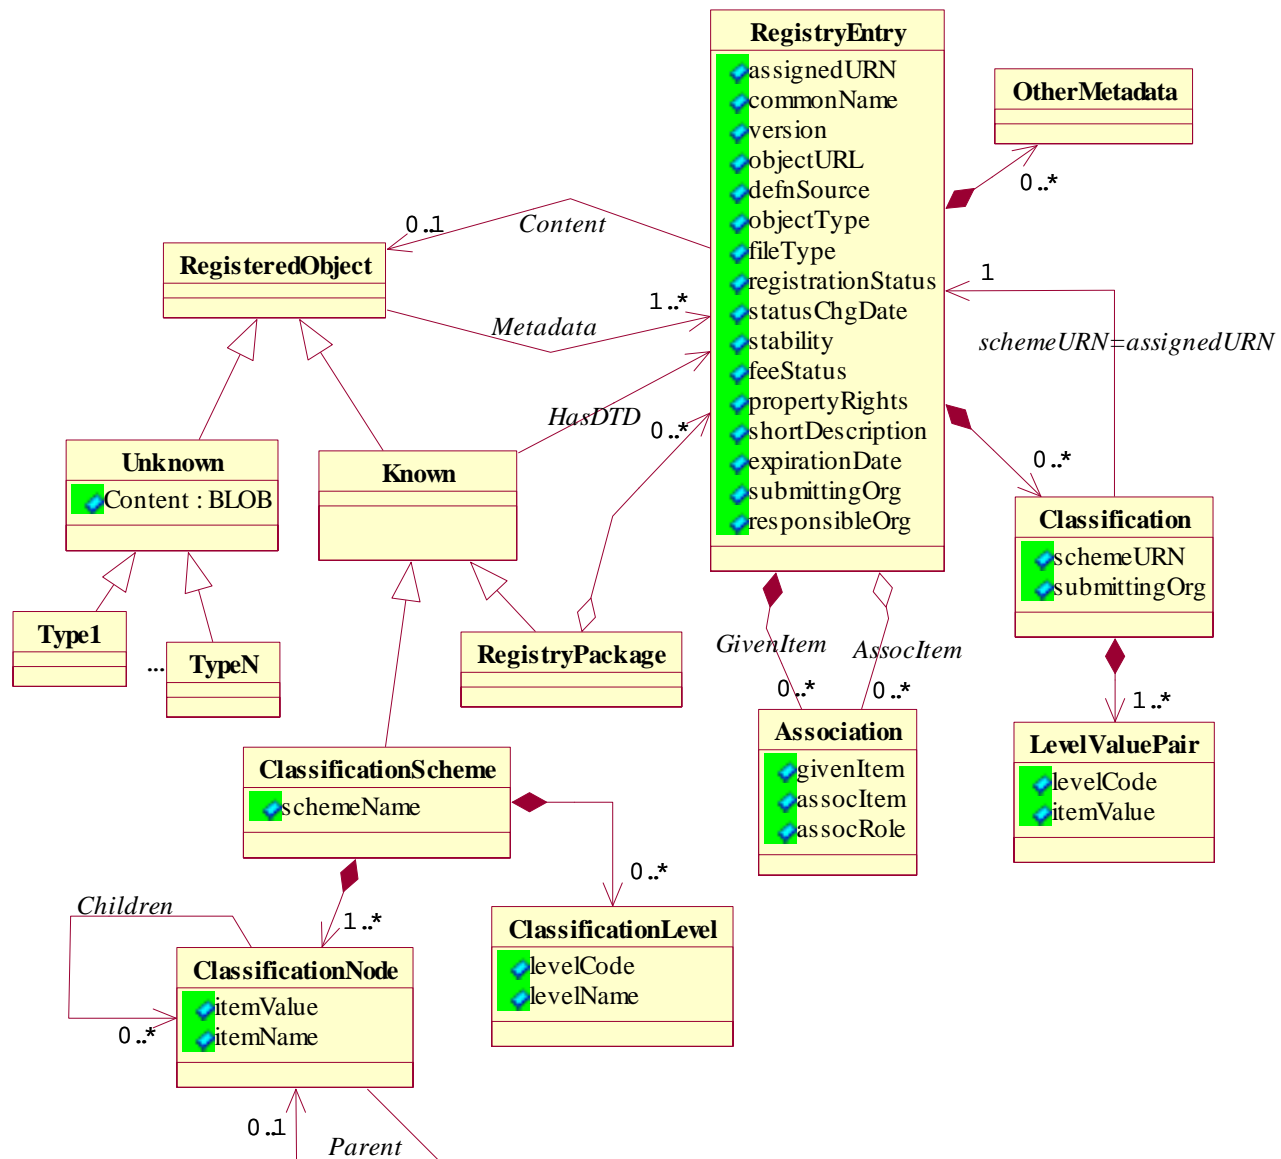 RegistryEntry
assignedURN
commonName
version
objectURL
defnSource
objectType
fileType
registrationStatus
statusChgDate
stability
feeStatus
propertyRights
shortDescription
expirationDate
submittingOrg
responsibleOrg
OtherMetadata
0..*
0..1
Content
RegisteredObject
1
1..*
Metadata
schemeURN=assignedURN
HasDTD
0..*
Unknown
Content : BLOB
Known
0..*
Classification
schemeURN
submittingOrg
Type1
...
TypeN
RegistryPackage
GivenItem
AssocItem
0..*
0..*
1..*
Association
givenItem
assocItem
assocRole
LevelValuePair
levelCode
itemValue
ClassificationScheme
schemeName
0..*
Children
1..*
ClassificationLevel
levelCode
levelName
ClassificationNode
itemValue
itemName
0..*
0..1
Parent